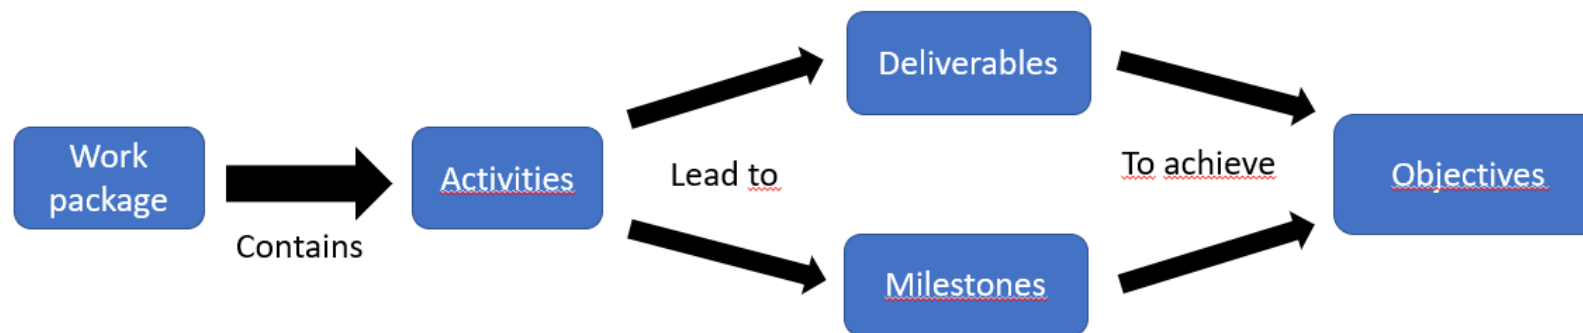 Work
package
Contains
Activities
Lead to
Deliverables
Milestones
To achieve
Objectives